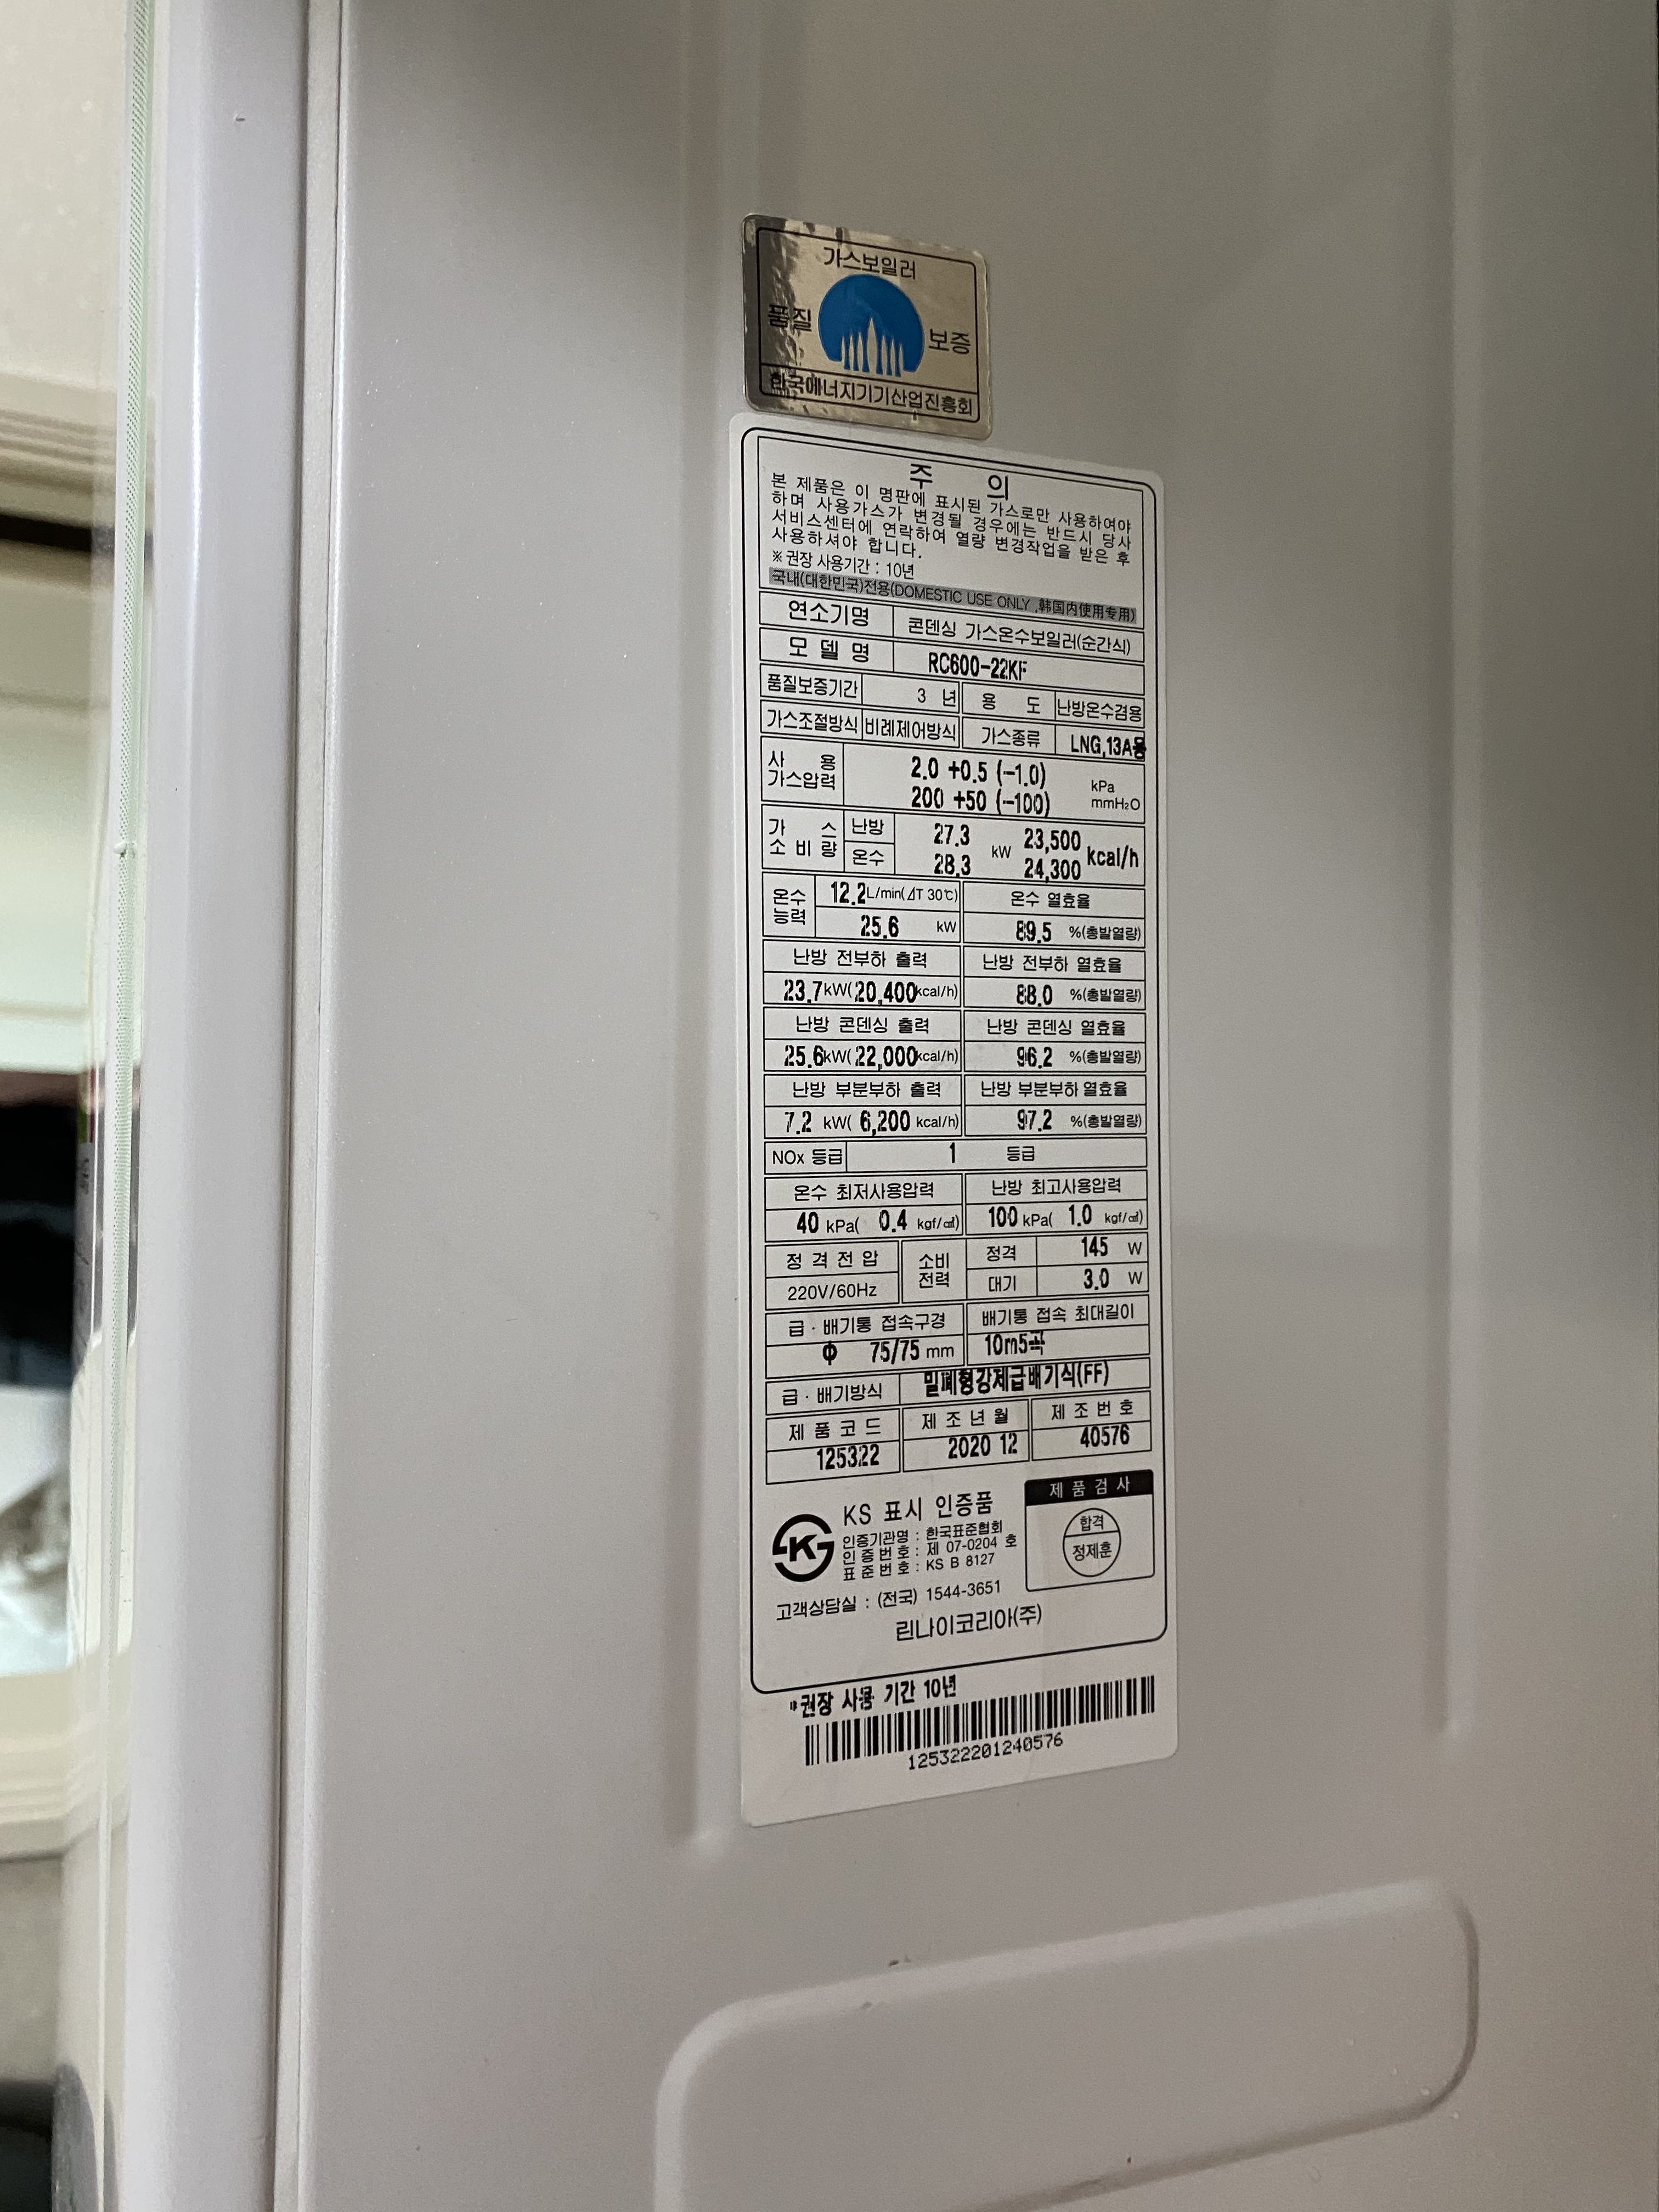 가스보일러
품질 보증
한국에너지기기산업진흥회
주 의
본 제품은 이 명판에 표시된 가스로만 사용하여야
하며 사용가스가 변경될 경우에는 반드시 당사
서비스센터에 연락하여 열량 변경작업을 받은 후
사용하셔야 합니다.
※ 권장 사용기간 : 10년
국내(대한민국)전용(DOMESTIC USE ONLY ,韩国内使用专用)
연소기명 콘덴싱 가스온수보일러(순간식)
모 델 명 RC600-22KF
품질보증기간 3 년 용 도 난방온수겸용
가스조절방식 비례제어방식 가스종류 LNG,13A용
사 용 2.0 +0.5 (-1.0) kPa
가스압력 200 +50 (-100) mmH₂O
가 스 난방 27.3 kW 23,500 kcal/h
소 비 량 온수 28.3 24,300
온수 12.2 L/min(⊿T 30℃) 온수 열효율
능력 25.6 kW 89.5 %(총발열량)
난방 전부하 출력 난방 전부하 열효율
23.7 kW( 20,400 kcal/h) 88.0 %(총발열량)
난방 콘덴싱 출력 난방 콘덴싱 열효율
25.6 kW( 22,000 kcal/h) 96.2 %(총발열량)
난방 부분부하 출력 난방 부분부하 열효율
7.2 kW( 6,200 kcal/h) 97.2 %(총발열량)
NOx 등급 1 등급
온수 최저사용압력 난방 최고사용압력
40 kPa( 0.4 kgf/㎠) 100 kPa( 1.0 kgf/㎠)
정 격 전 압 소비 정격 145 W
220V/60Hz 전력 대기 3.0 W
급 · 배기통 접속구경 배기통 접속 최대길이
Φ 75/75 mm 10m5곡
급 · 배기방식 밀폐형강제급배기식(FF)
제 품 코 드 제 조 년 월 제 조 번 호
125322 2020 12 40576
KS 표시 인증품
인증기관명 : 한국표준협회
인 증 번 호 : 제 07-0204 호
표 준 번 호 : KS B 8127
제 품 검 사
합격
정제훈
고객상담실 : (전국) 1544-3651
린나이코리아(주)
*권장 사용 기간 10년
125322201240576